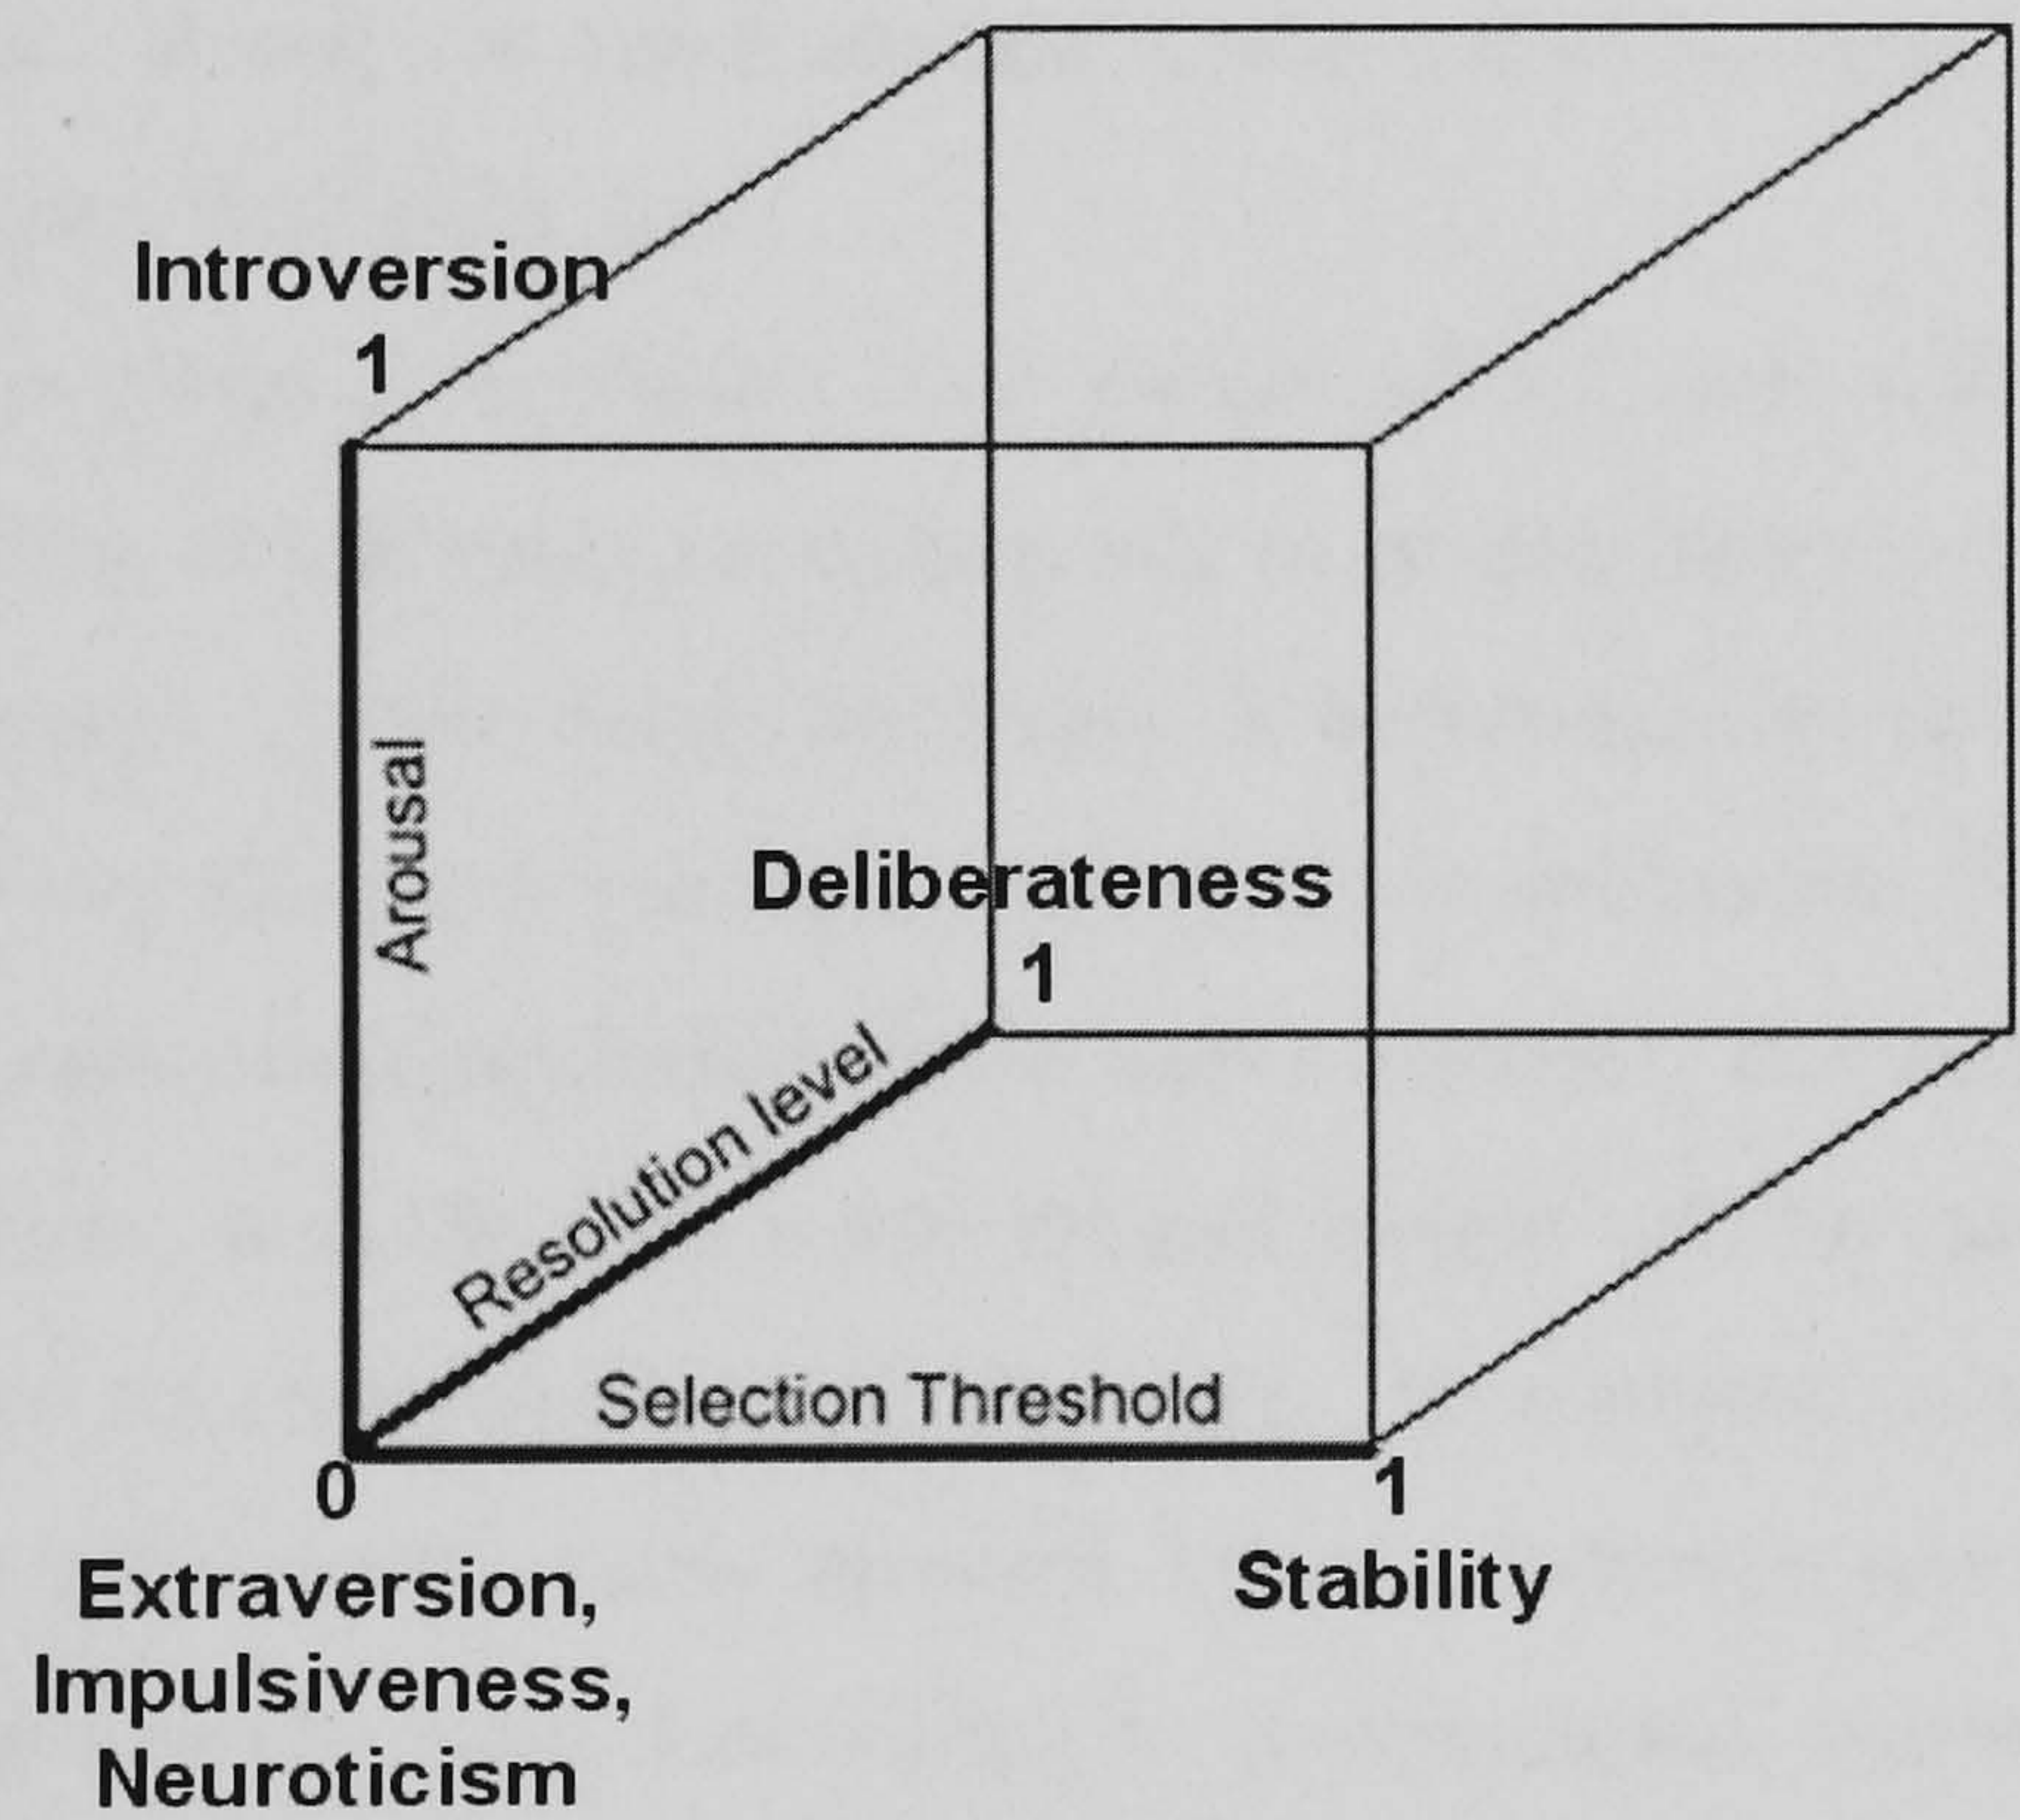 Introversion
1
Arousal
Deliberateness
1
Resolution level
Selection Threshold
0
1
Extraversion,
Impulsiveness,
Neuroticism
Stability